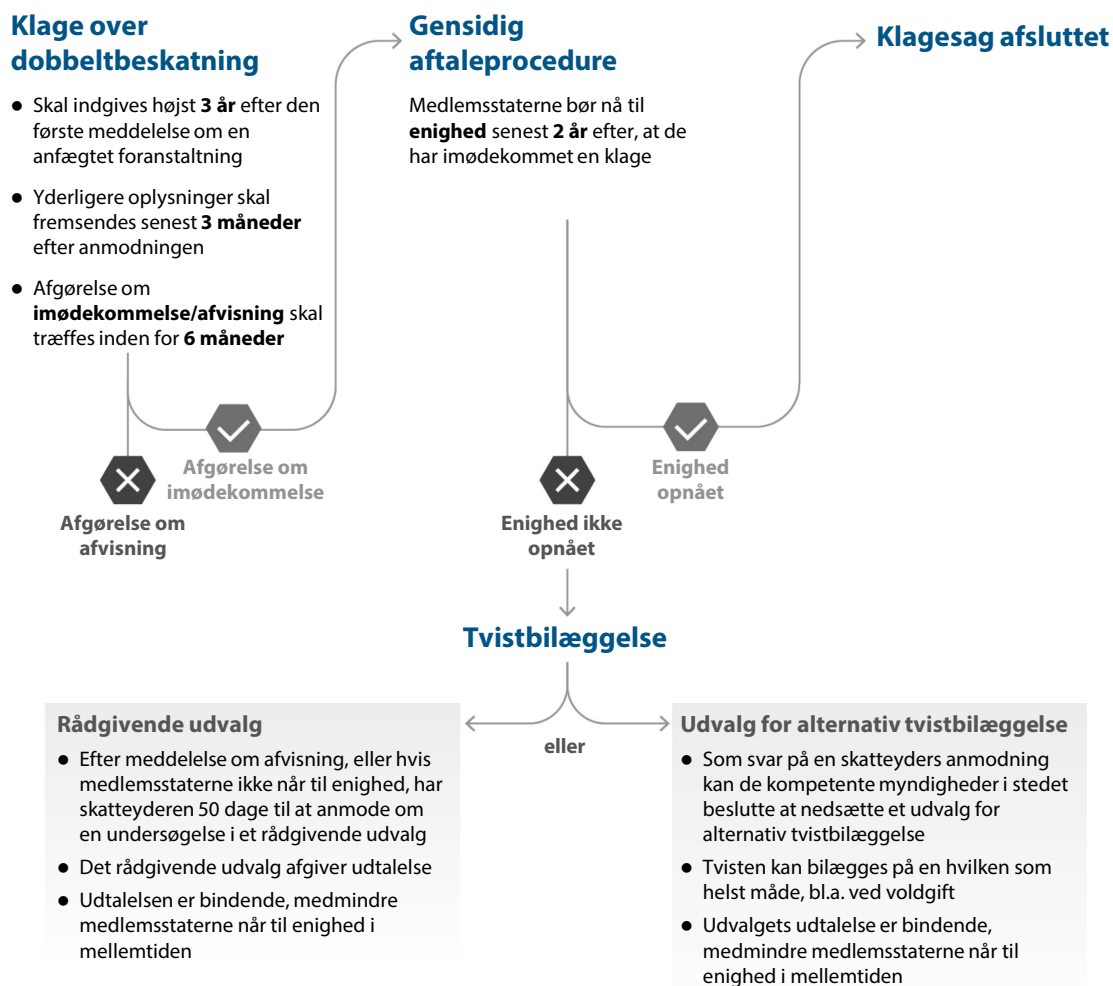 Klage over
dobbeltbeskatning
● Skal indgives højst 3 år efter den
første meddelelse om en
anfægtet foranstaltning
● Yderligere oplysninger skal
fremsendes senest 3 måneder
efter anmodningen
● Afgørelse om
imødekommelse/afvisning skal
træffes inden for 6 måneder
Afgørelse om
imødekommelse
Afgørelse om
afvisning
Gensidig
aftaleprocedure
Medlemsstaterne bør nå til
enighed senest 2 år efter, at de
har imødekommet en klage
Enighed
opnået
Enighed ikke
opnået
Klagesag afsluttet
Tvistbilæggelse
eller
Rådgivende udvalg
● Efter meddelelse om afvisning, eller hvis
medlemsstaterne ikke når til enighed, har
skatteyderen 50 dage til at anmode om
en undersøgelse i et rådgivende udvalg
● Det rådgivende udvalg afgiver udtalelse
● Udtalelsen er bindende, medmindre
medlemsstaterne når til enighed i
mellemtiden
Udvalg for alternativ tvistbilæggelse
● Som svar på en skatteyders anmodning
kan de kompetente myndigheder i stedet
beslutte at nedsætte et udvalg for
alternativ tvistbilæggelse
● Tvisten kan bilægges på en hvilken som
helst måde, bl.a. ved voldgift
● Udvalgets udtalelse er bindende,
medmindre medlemsstaterne når til
enighed i mellemtiden